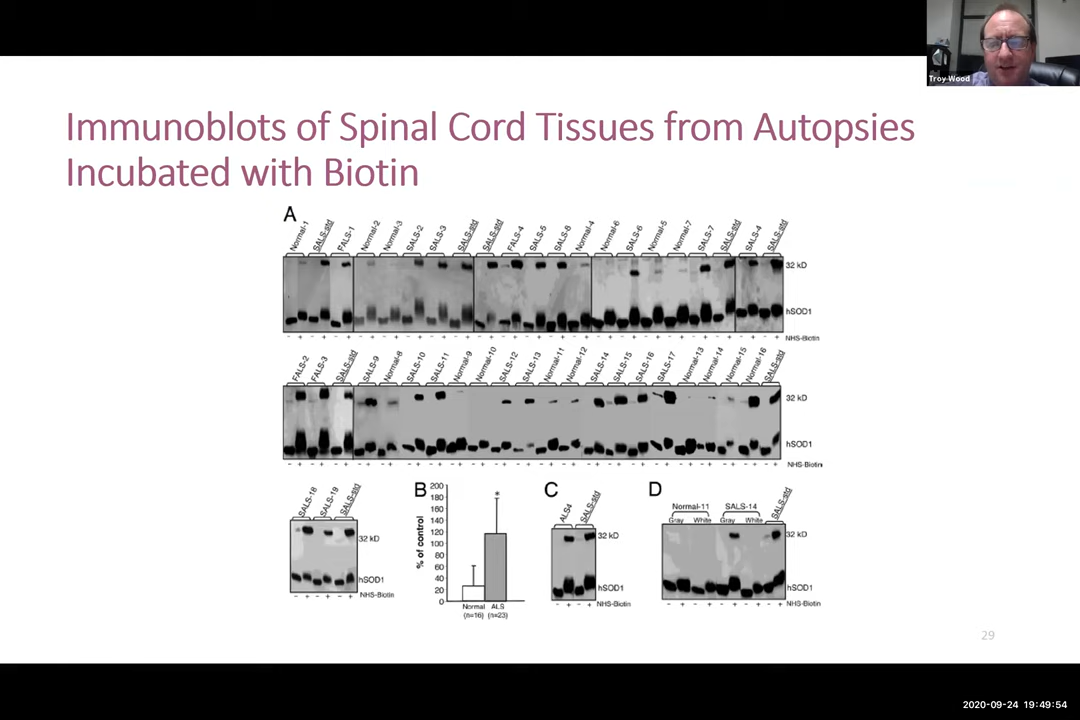 Troy Wood
Immunoblots of Spinal Cord Tissues from Autopsies
Incubated with Biotin
A
Normal-1 SALS-std FALS-1 Normal-2 Normal-3 SALS-2 SALS-3 SALS-std SALS-std FALS-4 SALS-5 SALS-8 Normal-4 Normal-6 SALS-6 Normal-5 Normal-7 SALS-7 SALS-std SALS-4 SALS-std
32 kD
hSOD1
- + - + - + - + - + - + - + - + - + - + - + - + - + - + - + - + - + - + - + - + - + NHS-Biotin
FALS-2 FALS-3 SALS-std SALS-9 Normal-8 SALS-10 SALS-11 Normal-9 Normal-10 SALS-12 SALS-13 Normal-11 Normal-12 SALS-14 SALS-15 SALS-16 SALS-17 Normal-13 Normal-14 Normal-15 Normal-16 SALS-std
32 kD
hSOD1
- + - + - + - + - + - + - + - + - + - + - + - + - + - + - + - + - + - + - + - + - + NHS-Biotin
SALS-18 SALS-19 SALS-std
32 kD
hSOD1
- + - + - + NHS-Biotin
B
% of control
200
180
160
140
120
100
80
60
40
20
0
*
Normal ALS
(n=16) (n=23)
C
ALS4 SALS-std
32 kD
hSOD1
- + - + NHS-Biotin
D
Normal-11 SALS-14 SALS-std
Gray White Gray White
32 kD
hSOD1
- + - + - + - + - + NHS-Biotin
29
2020-09-24 19:49:54